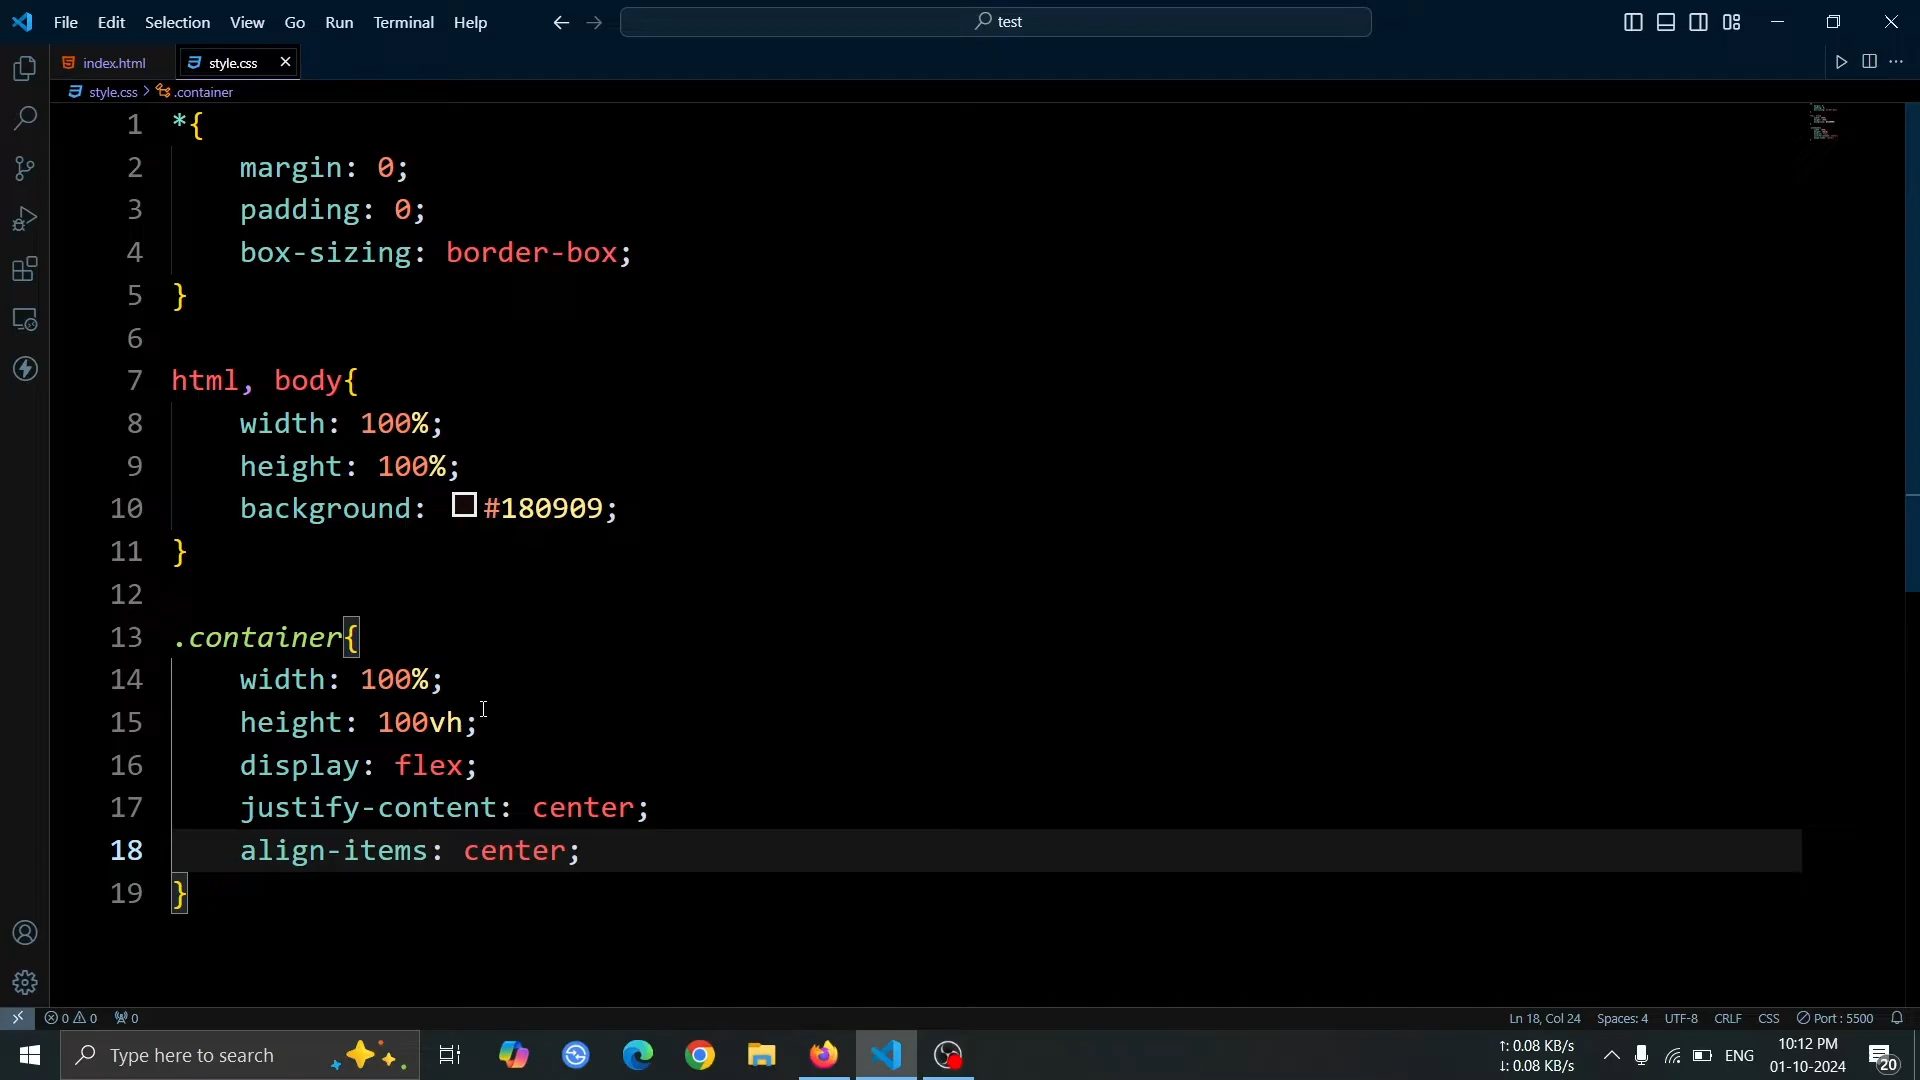 File Edit Selection View Go Run Terminal Help
test
index.html
style.css
style.css > .container
1 *{
2 margin: 0;
3 padding: 0;
4 box-sizing: border-box;
5 }
6
7 html, body{
8 width: 100%;
9 height: 100%;
10 background: #180909;
11 }
12
13 .container{
14 width: 100%;
15 height: 100vh;
16 display: flex;
17 justify-content: center;
18 align-items: center;
19 }
0 0 0 Ln 18, Col 24 Spaces: 4 UTF-8 CRLF CSS Port : 5500
Type here to search
↑: 0.08 KB/s
↓: 0.08 KB/s
ENG
10:12 PM
01-10-2024
20